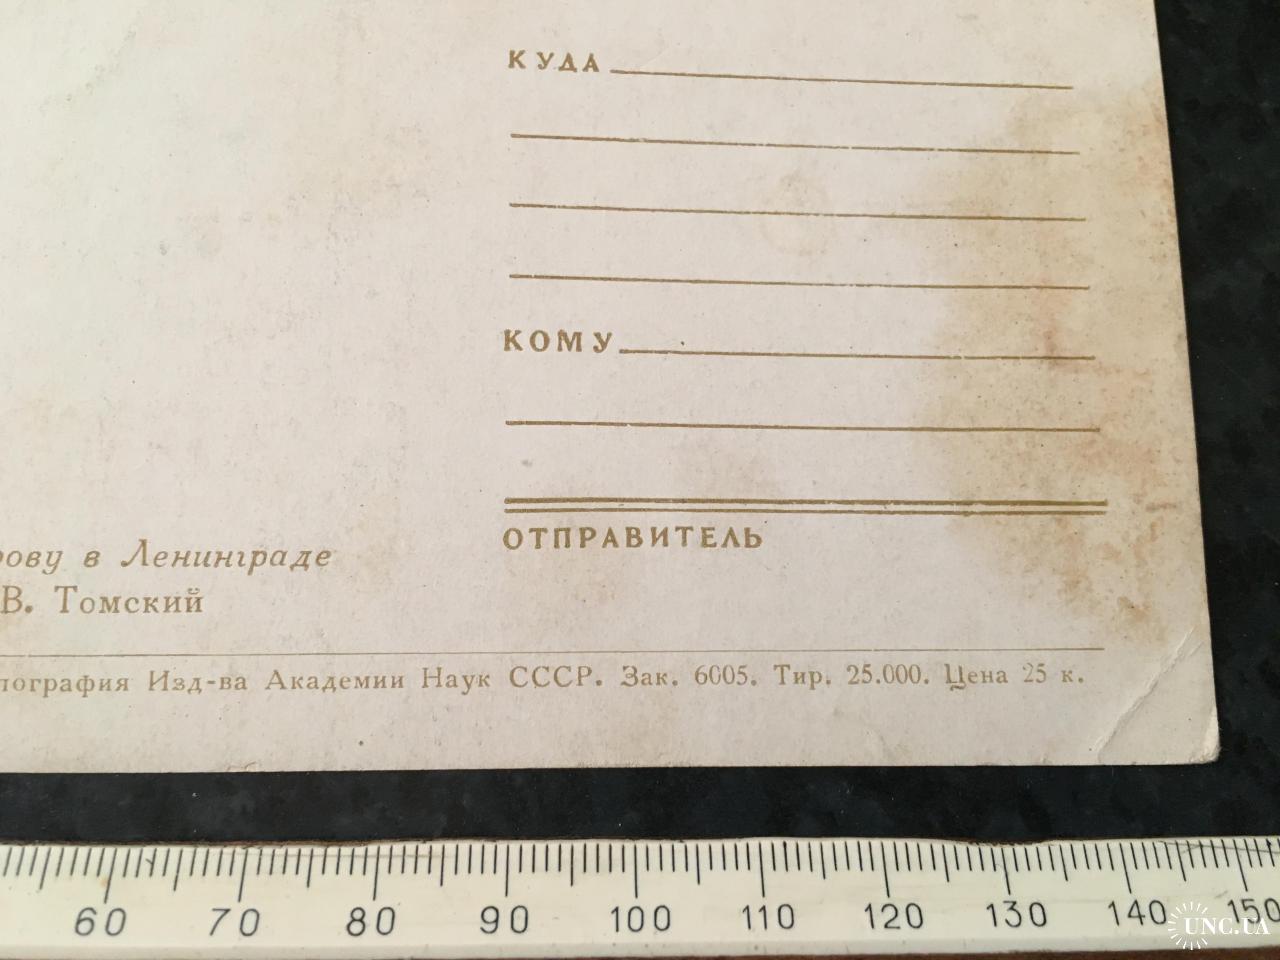 КУДА
КОМУ
ОТПРАВИТЕЛЬ
рову в Ленинграде
В. Томский
пография Изд-ва Академии Наук СССР. Зак. 6005. Тир. 25.000. Цена 25 к.
60 70 80 90 100 110 120 130 140 150
UNC.UA